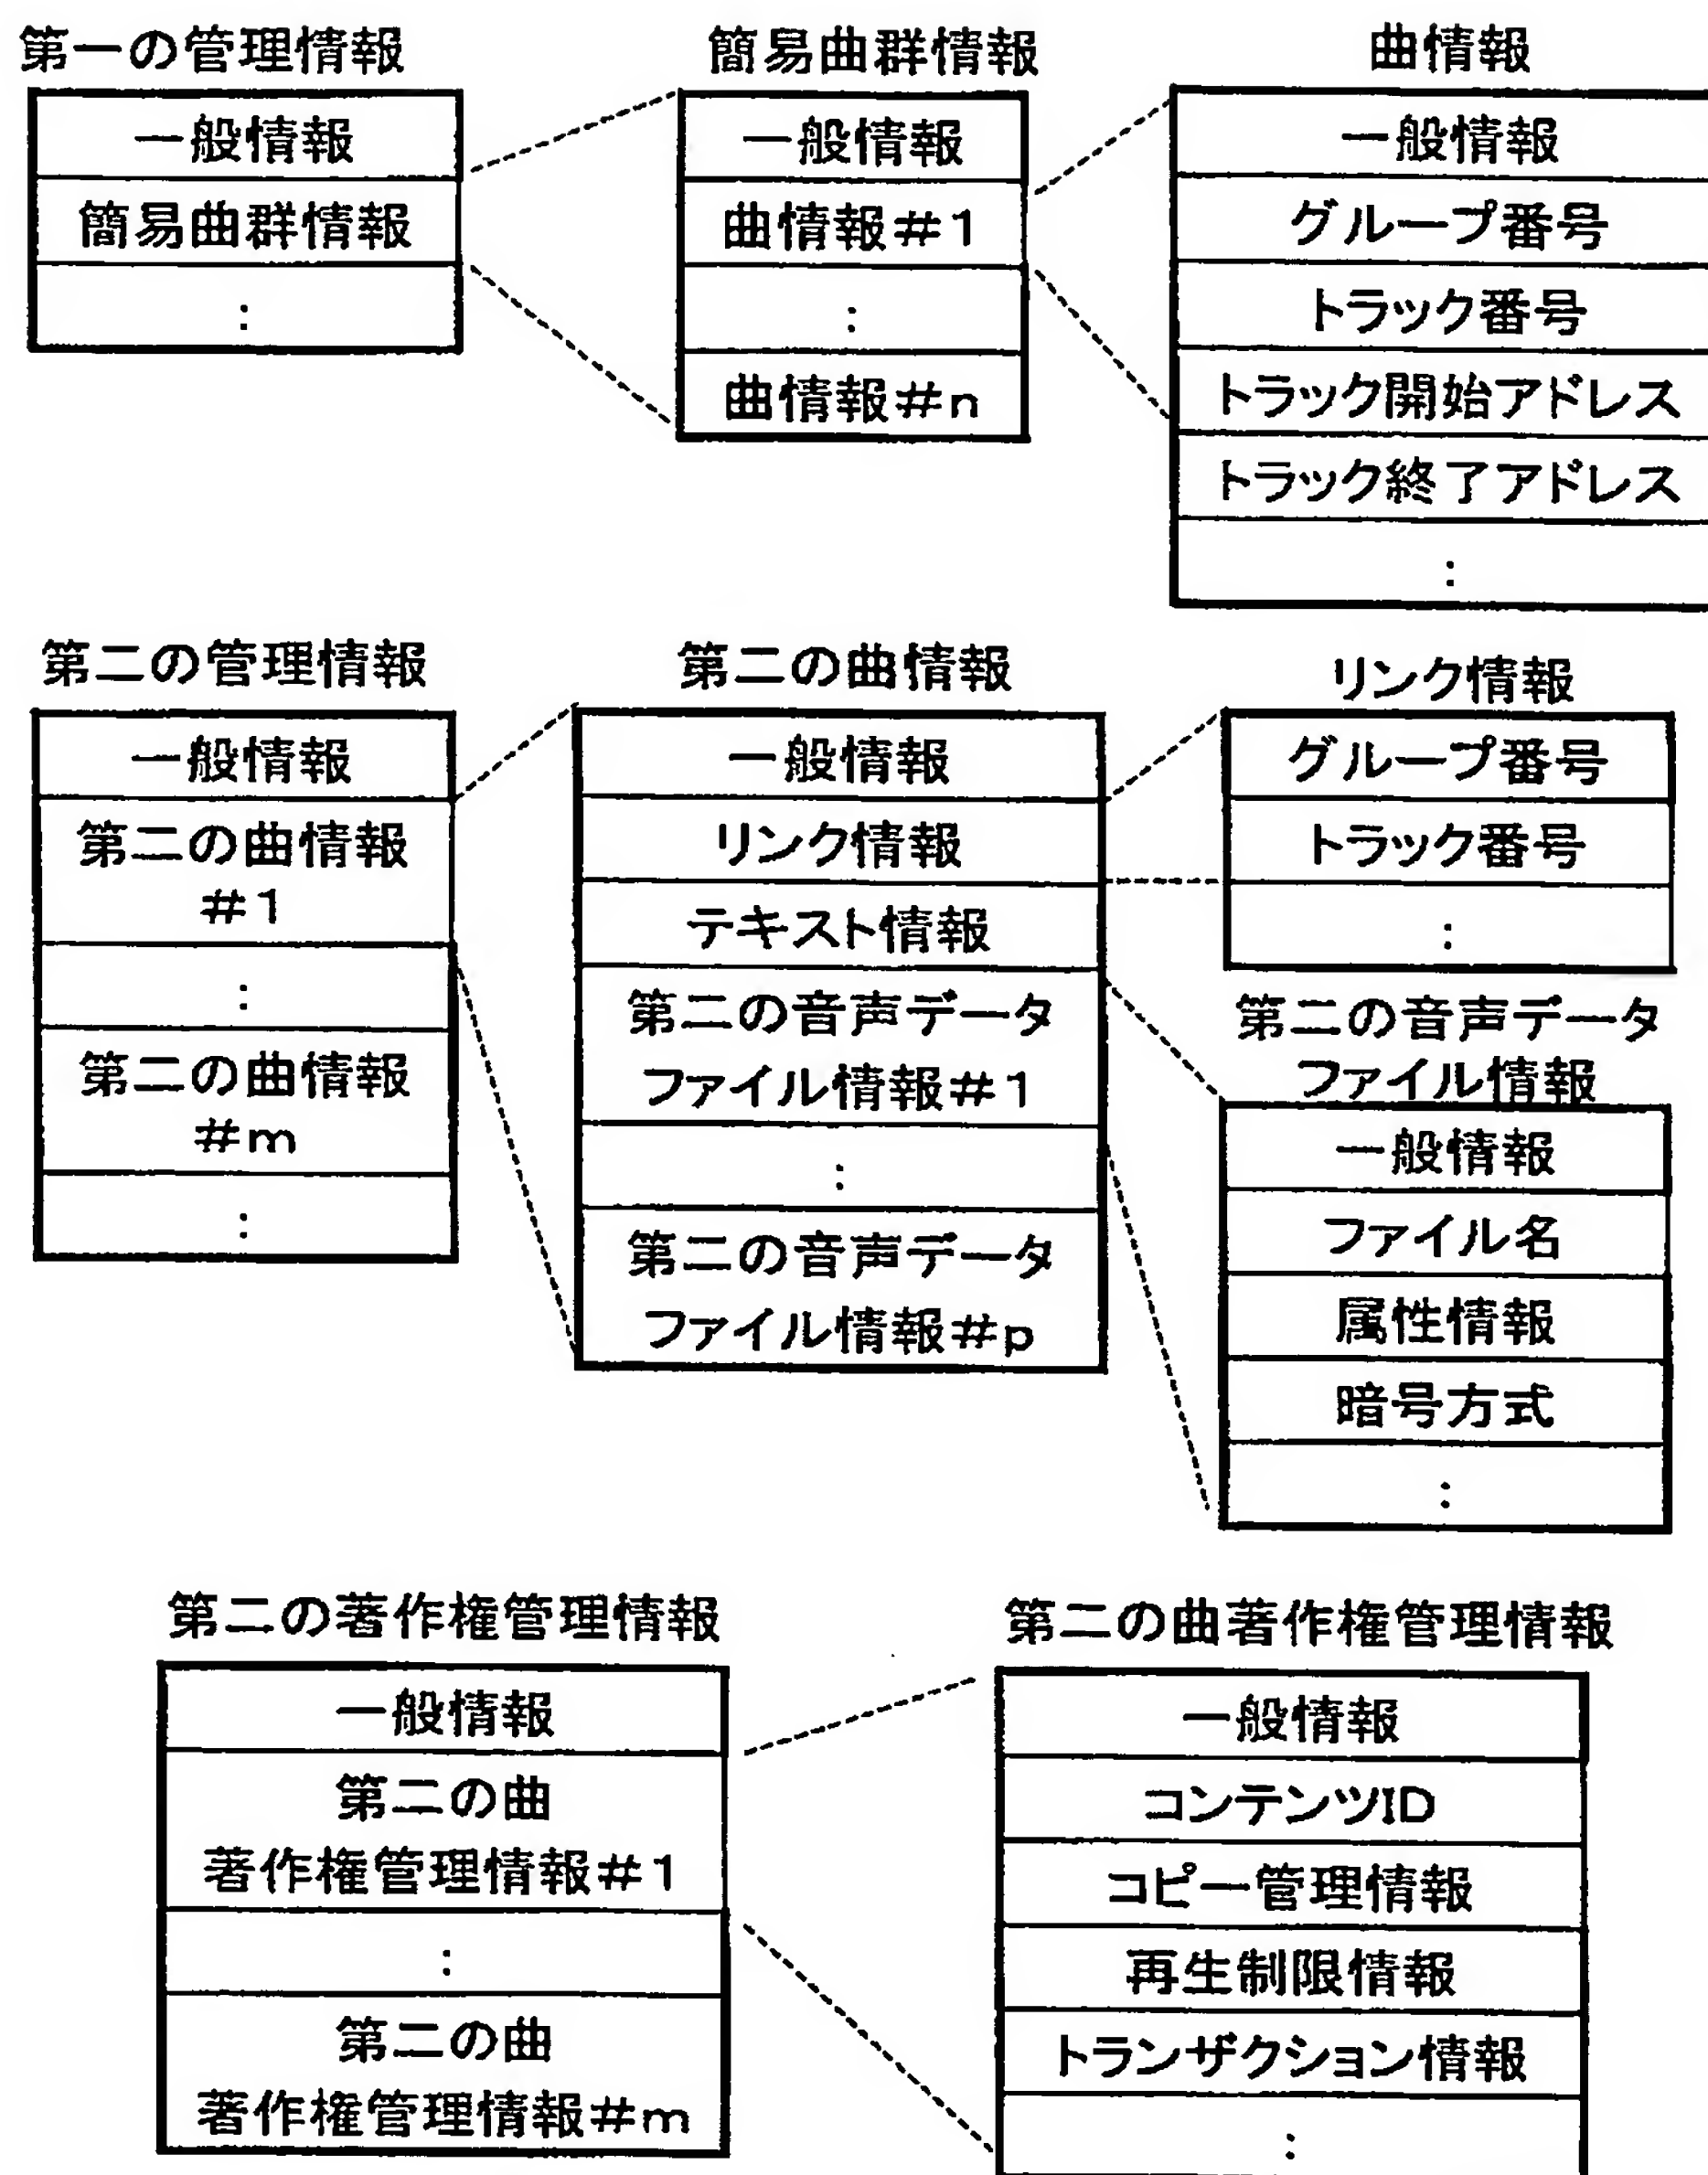 第一の管理情報
一般情報
簡易曲群情報
:
簡易曲群情報
一般情報
曲情報#1
:
曲情報#n
曲情報
一般情報
グループ番号
トラック番号
トラック開始アドレス
トラック終了アドレス
:
第二の管理情報
一般情報
第二の曲情報
#1
:
第二の曲情報
#m
:
第二の曲情報
一般情報
リンク情報
テキスト情報
第二の音声データ
ファイル情報#1
:
第二の音声データ
ファイル情報#p
リンク情報
グループ番号
トラック番号
:
第二の音声データ
ファイル情報
一般情報
ファイル名
属性情報
暗号方式
:
第二の著作権管理情報
一般情報
第二の曲
著作権管理情報#1
:
第二の曲
著作権管理情報#m
第二の曲著作権管理情報
一般情報
コンテンツID
コピー管理情報
再生制限情報
トランザクション情報
: